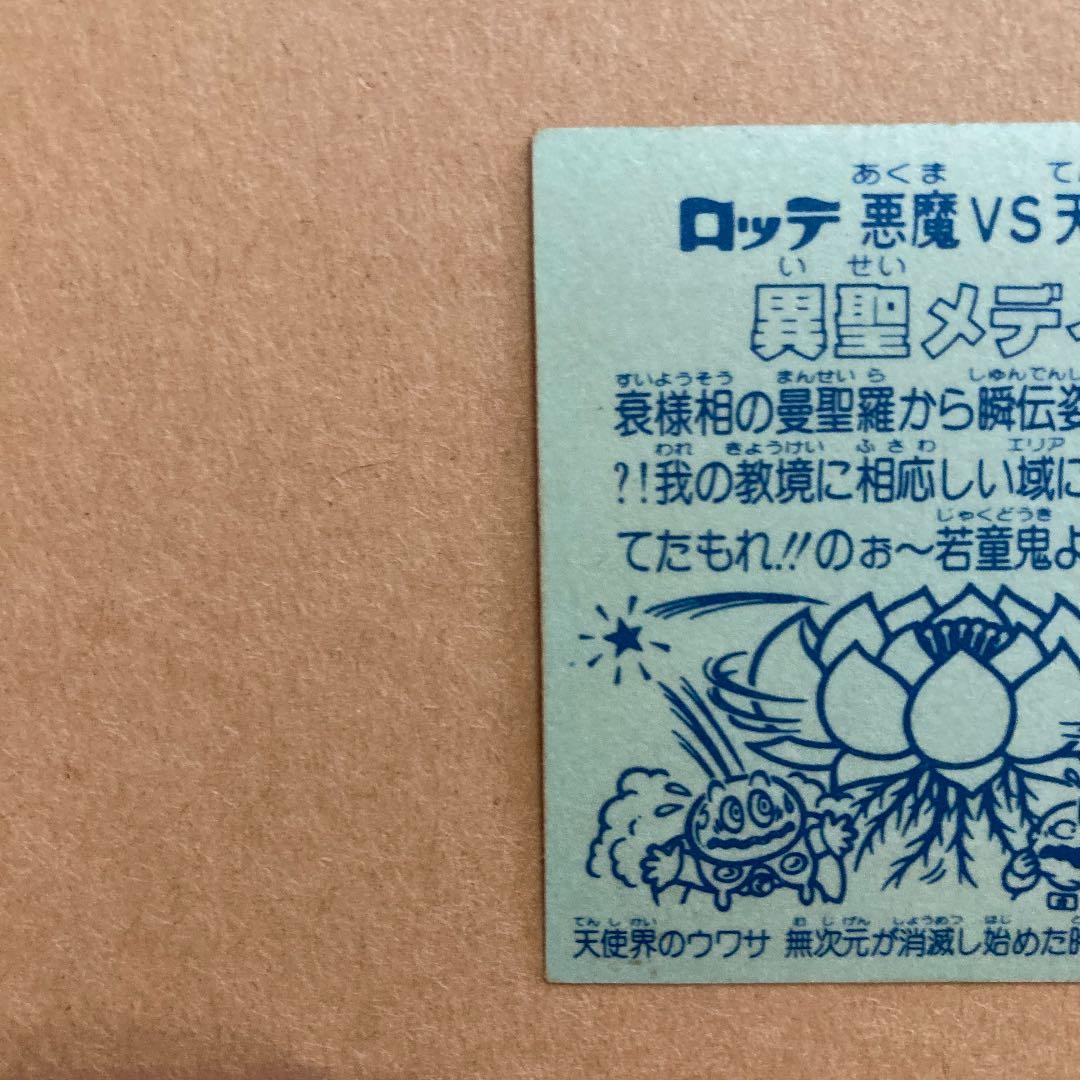 あくま
ロッテ 悪魔VS天
い せい
異聖メディ
すいようそう まんせいら しゅんでんし
衰様相の曼聖羅から瞬伝姿
われ きょうけい ふさわ エリア
?!我の教境に相応しい域に
じゃくどうき
てたもれ!!のぉ〜若童鬼よ
てんしかい むじげん しょうめつ はじ
天使界のウワサ 無次元が消滅し始めた時